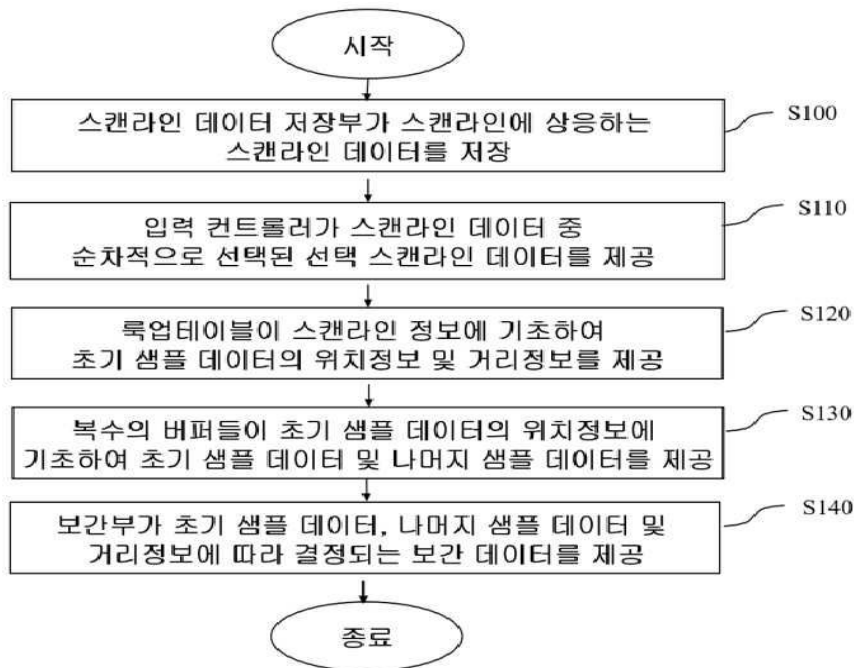 시작
스캔라인 데이터 저장부가 스캔라인에 상응하는
스캔라인 데이터를 저장
S100
입력 컨트롤러가 스캔라인 데이터 중
순차적으로 선택된 선택 스캔라인 데이터를 제공
S110
룩업테이블이 스캔라인 정보에 기초하여
초기 샘플 데이터의 위치정보 및 거리정보를 제공
S120
복수의 버퍼들이 초기 샘플 데이터의 위치정보에
기초하여 초기 샘플 데이터 및 나머지 샘플 데이터를 제공
S130
보간부가 초기 샘플 데이터, 나머지 샘플 데이터 및
거리정보에 따라 결정되는 보간 데이터를 제공
S140
종료